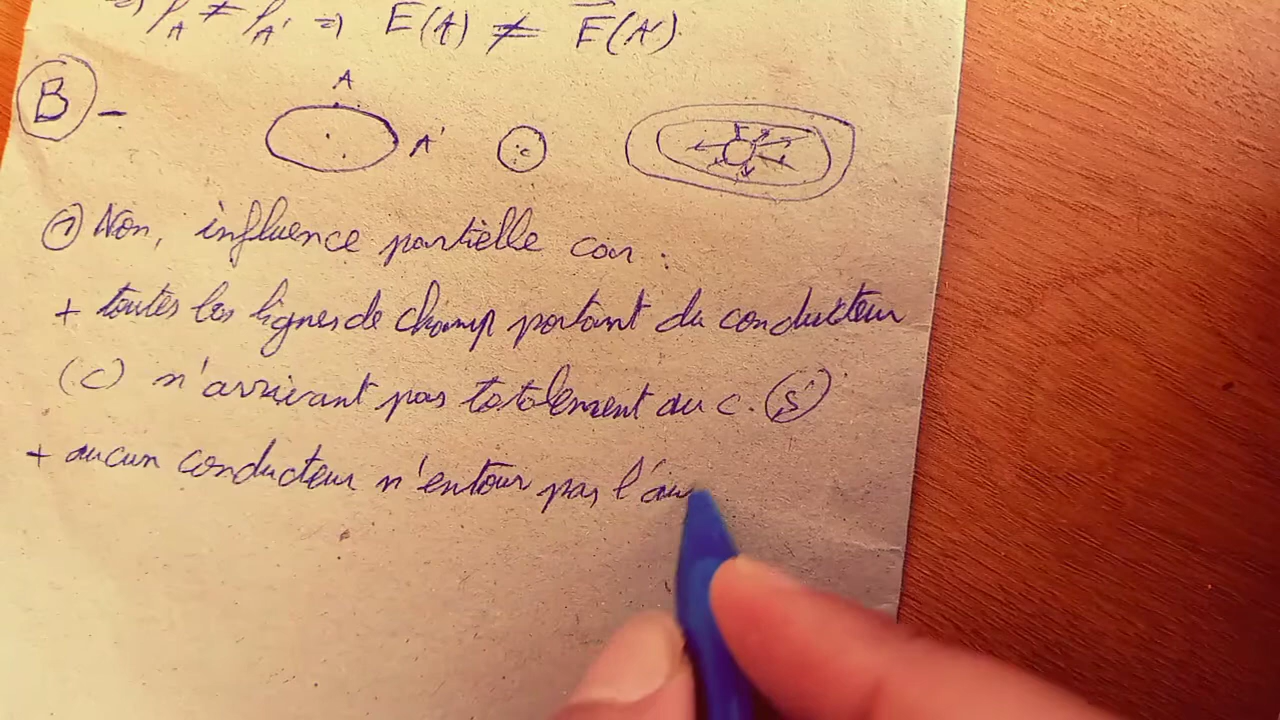 => ρA ≠ ρA' => E(A) ≠ E(A')
B -
A
A'
c
1) Non, influence partielle car :
+ toutes les lignes de champ partant du conducteur
(C) n'arrivant pas totalement au c. (S')
+ aucun conducteur n'entour pas l'au